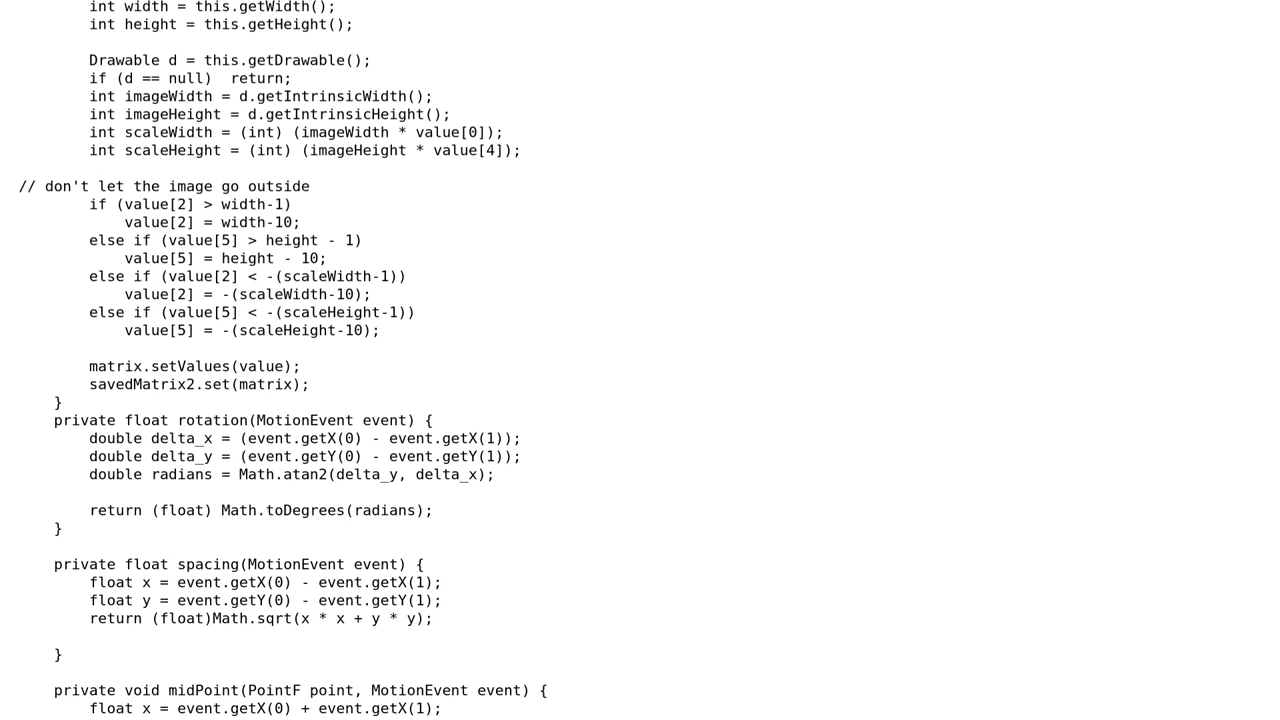 int width = this.getWidth();
        int height = this.getHeight();

        Drawable d = this.getDrawable();
        if (d == null)  return;
        int imageWidth = d.getIntrinsicWidth();
        int imageHeight = d.getIntrinsicHeight();
        int scaleWidth = (int) (imageWidth * value[0]);
        int scaleHeight = (int) (imageHeight * value[4]);

// don't let the image go outside
        if (value[2] > width-1)
            value[2] = width-10;
        else if (value[5] > height - 1)
            value[5] = height - 10;
        else if (value[2] < -(scaleWidth-1))
            value[2] = -(scaleWidth-10);
        else if (value[5] < -(scaleHeight-1))
            value[5] = -(scaleHeight-10);

        matrix.setValues(value);
        savedMatrix2.set(matrix);
    }
    private float rotation(MotionEvent event) {
        double delta_x = (event.getX(0) - event.getX(1));
        double delta_y = (event.getY(0) - event.getY(1));
        double radians = Math.atan2(delta_y, delta_x);

        return (float) Math.toDegrees(radians);
    }

    private float spacing(MotionEvent event) {
        float x = event.getX(0) - event.getX(1);
        float y = event.getY(0) - event.getY(1);
        return (float)Math.sqrt(x * x + y * y);

    }

    private void midPoint(PointF point, MotionEvent event) {
        float x = event.getX(0) + event.getX(1);